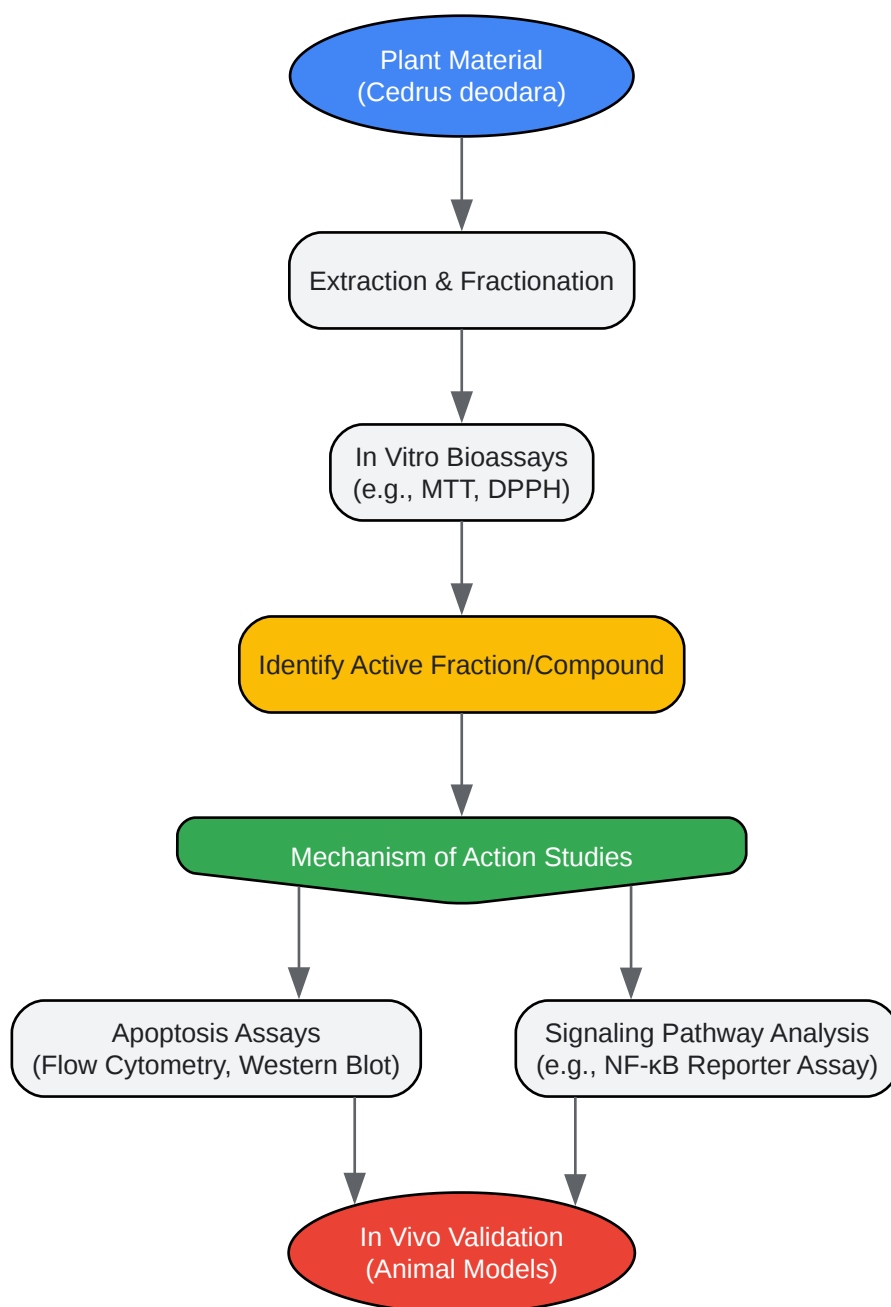 Plant Material
(Cedrus deodara)
Extraction & Fractionation
In Vitro Bioassays
(e.g., MTT, DPPH)
Identify Active Fraction/Compound
Mechanism of Action Studies
Apoptosis Assays
(Flow Cytometry, Western Blot)
Signaling Pathway Analysis
(e.g., NF-κB Reporter Assay)
In Vivo Validation
(Animal Models)